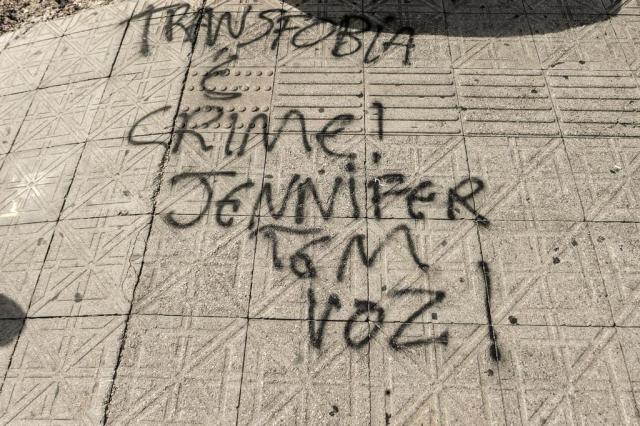 TRANSFOBIA
É
CRIME!
JENNIFER
TEM
VOZ!